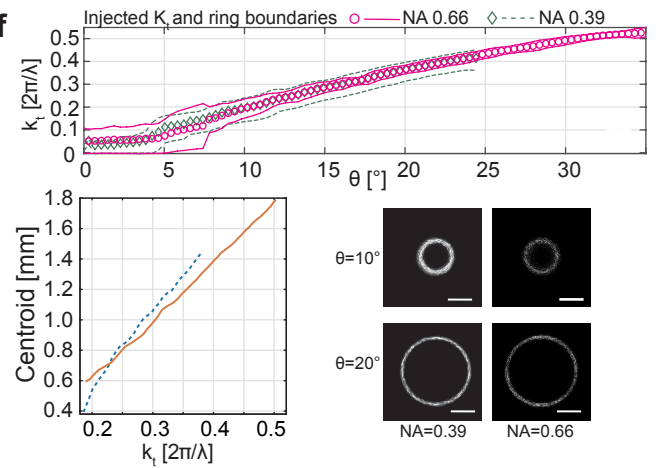 f
Injected K_t and ring boundaries NA 0.66 NA 0.39
0.5
0.4
0.3
0.2
0.1
0
k_t [2π/λ]
0 5 10 15 20 25 30
θ [°]
1.8
1.6
1.4
1.2
1.0
0.8
0.6
0.4
Centroid [mm]
0.2 0.3 0.4 0.5
k_t [2π/λ]
θ=10°
θ=20°
NA=0.39 NA=0.66